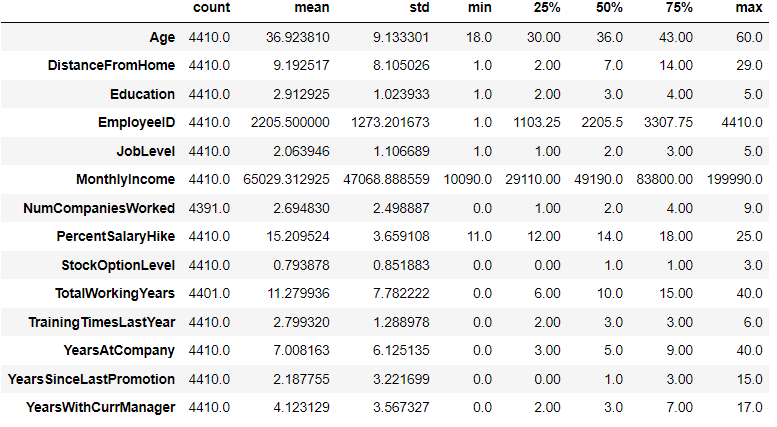 count mean std min 25% 50% 75% max
Age 4410.0 36.923810 9.133301 18.0 30.00 36.0 43.00 60.0
DistanceFromHome 4410.0 9.192517 8.105026 1.0 2.00 7.0 14.00 29.0
Education 4410.0 2.912925 1.023933 1.0 2.00 3.0 4.00 5.0
EmployeeID 4410.0 2205.500000 1273.201673 1.0 1103.25 2205.5 3307.75 4410.0
JobLevel 4410.0 2.063946 1.106689 1.0 1.00 2.0 3.00 5.0
MonthlyIncome 4410.0 65029.312925 47068.888559 10090.0 29110.00 49190.0 83800.00 199990.0
NumCompaniesWorked 4391.0 2.694830 2.498887 0.0 1.00 2.0 4.00 9.0
PercentSalaryHike 4410.0 15.209524 3.659108 11.0 12.00 14.0 18.00 25.0
StockOptionLevel 4410.0 0.793878 0.851883 0.0 0.00 1.0 1.00 3.0
TotalWorkingYears 4401.0 11.279936 7.782222 0.0 6.00 10.0 15.00 40.0
TrainingTimesLastYear 4410.0 2.799320 1.288978 0.0 2.00 3.0 3.00 6.0
YearsAtCompany 4410.0 7.008163 6.125135 0.0 3.00 5.0 9.00 40.0
YearsSinceLastPromotion 4410.0 2.187755 3.221699 0.0 0.00 1.0 3.00 15.0
YearsWithCurrManager 4410.0 4.123129 3.567327 0.0 2.00 3.0 7.00 17.0